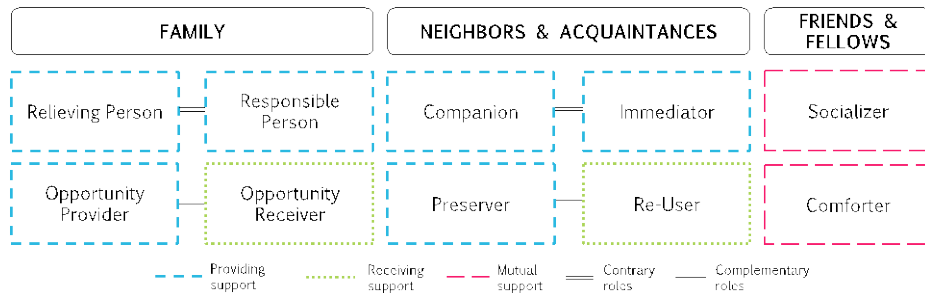 FAMILY
NEIGHBORS & ACQUAINTANCES
FRIENDS &
FELLOWS
Relieving Person
Responsible
Person
Companion
Immediator
Socializer
Opportunity
Provider
Opportunity
Receiver
Preserver
Re-User
Comforter
Providing
support
Receiving
support
Mutual
support
Contrary
roles
Complementary
roles